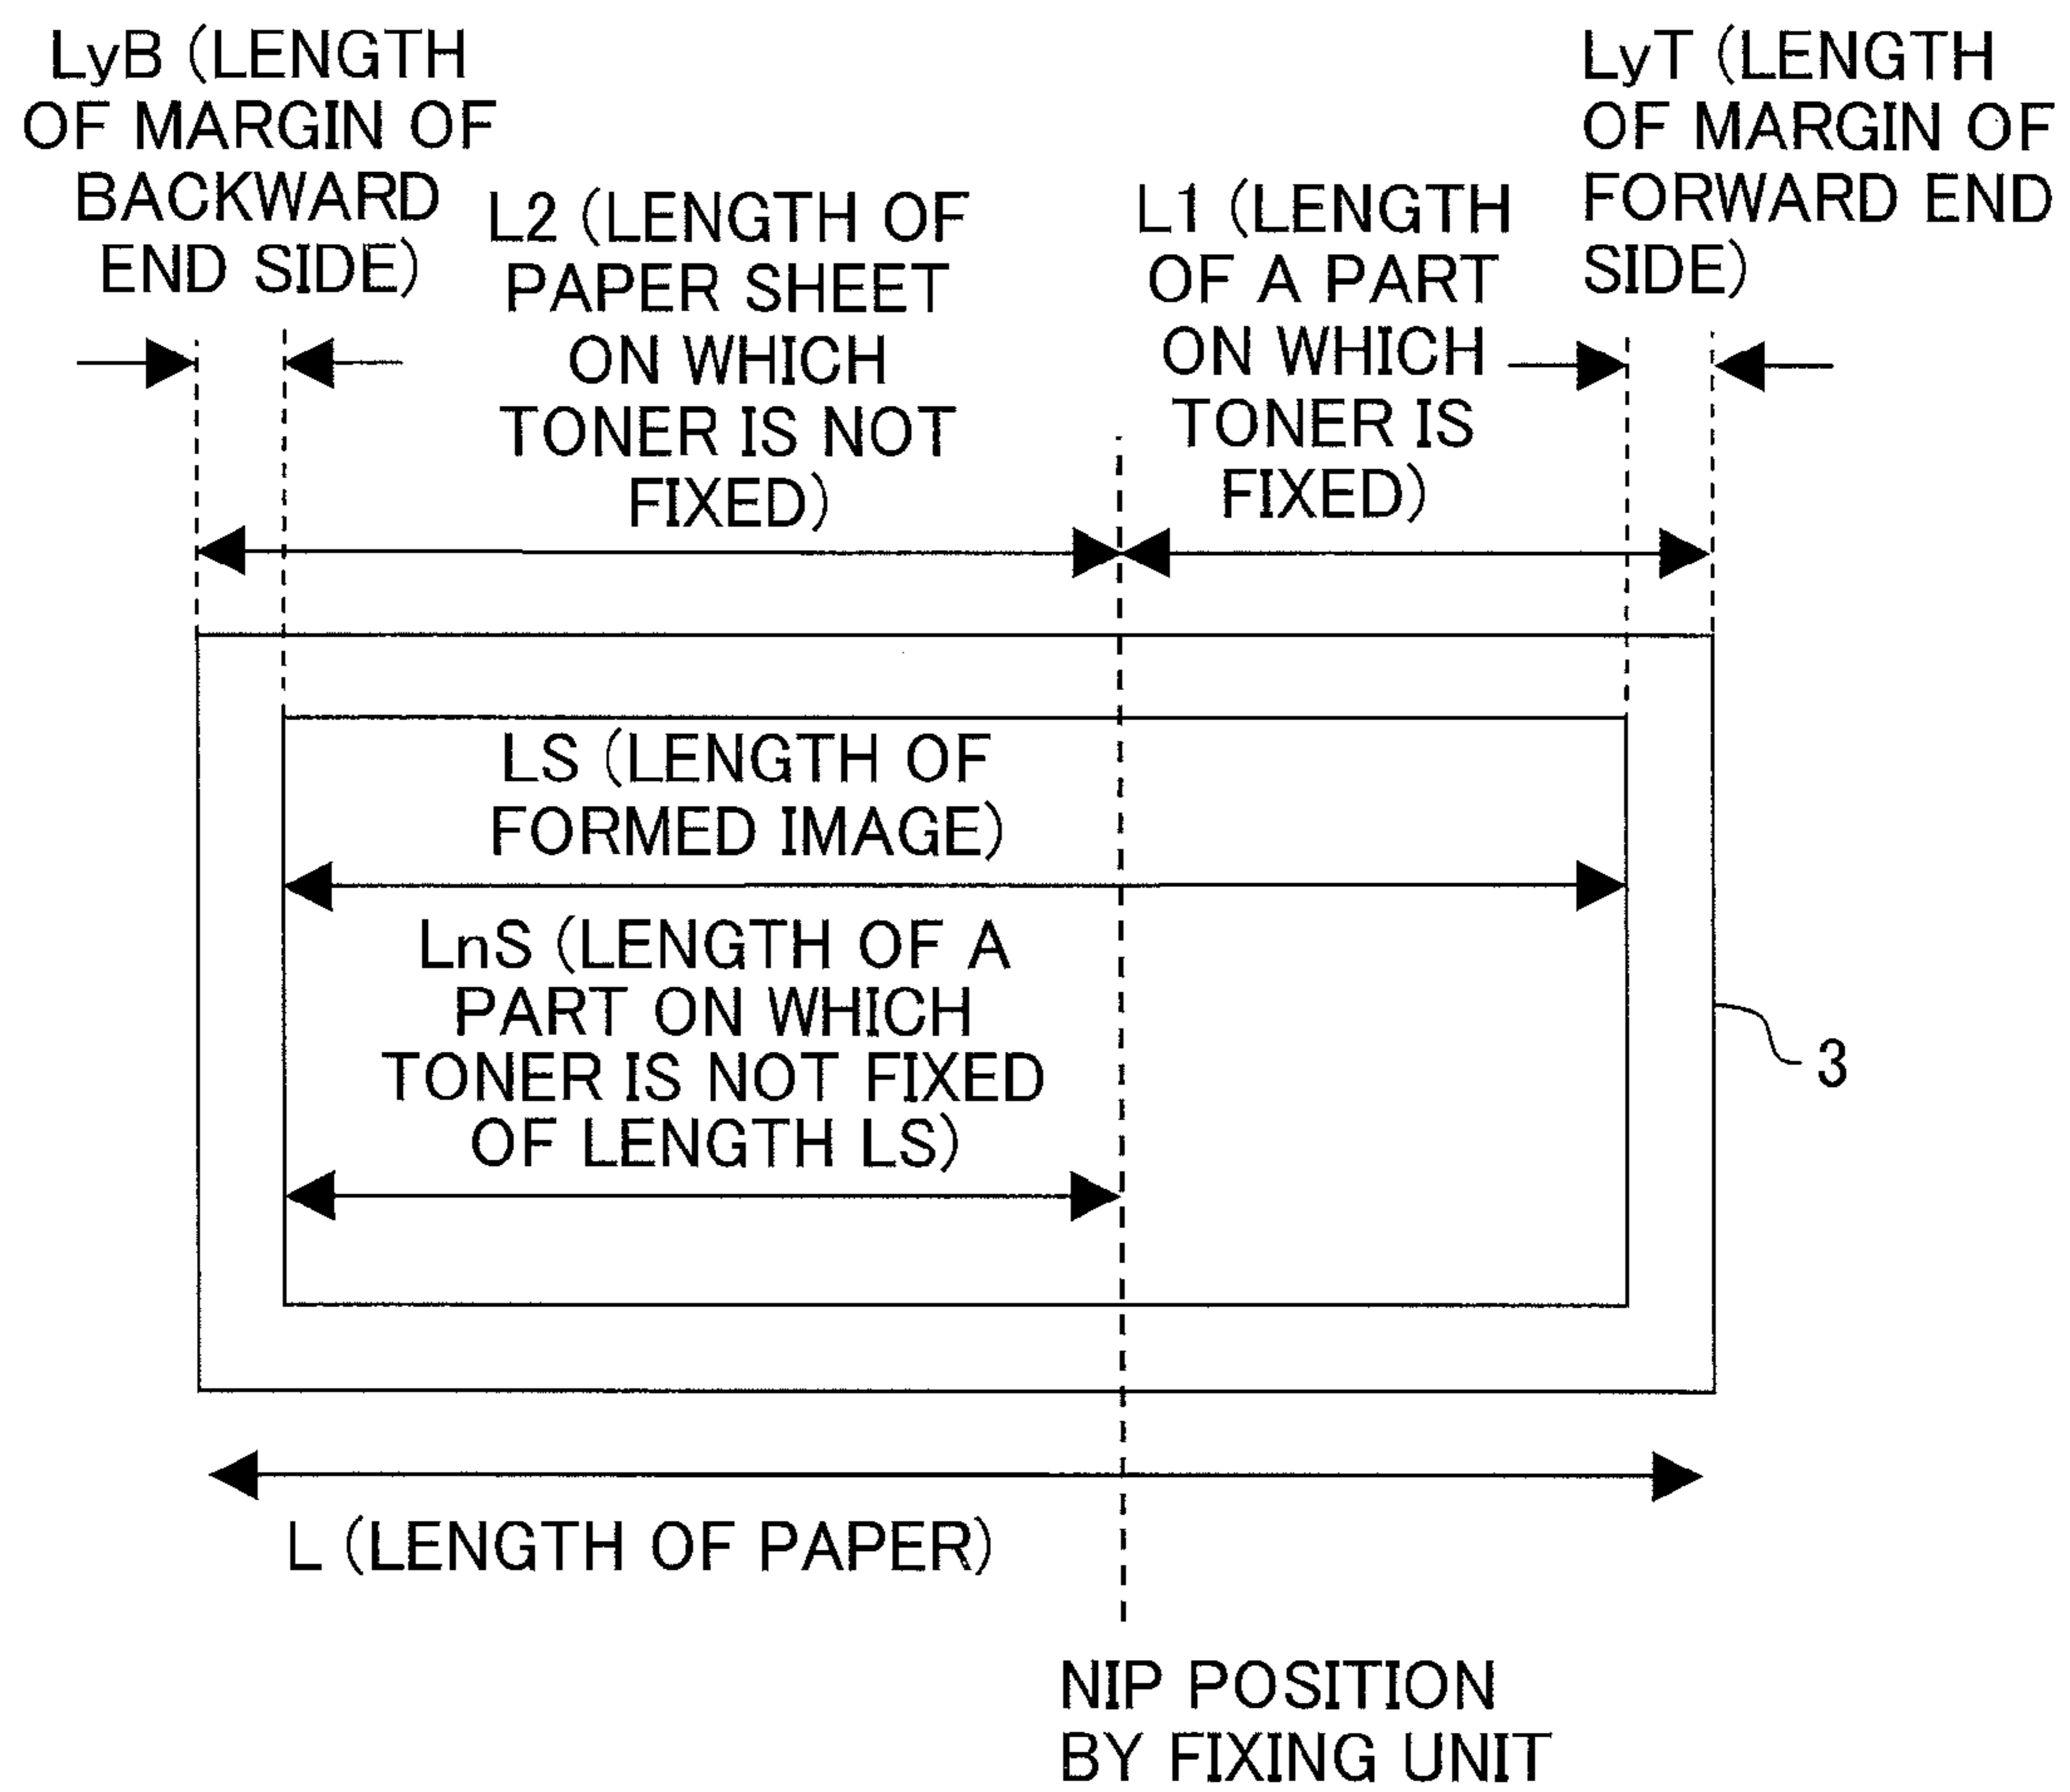 LyB (LENGTH
OF MARGIN OF
BACKWARD
END SIDE)
L2 (LENGTH OF
PAPER SHEET
ON WHICH
TONER IS NOT
FIXED)
L1 (LENGTH
OF A PART
ON WHICH
TONER IS
FIXED)
LyT (LENGTH
OF MARGIN OF
FORWARD END
SIDE)
LS (LENGTH OF
FORMED IMAGE)
LnS (LENGTH OF A
PART ON WHICH
TONER IS NOT FIXED
OF LENGTH LS)
3
L (LENGTH OF PAPER)
NIP POSITION
BY FIXING UNIT